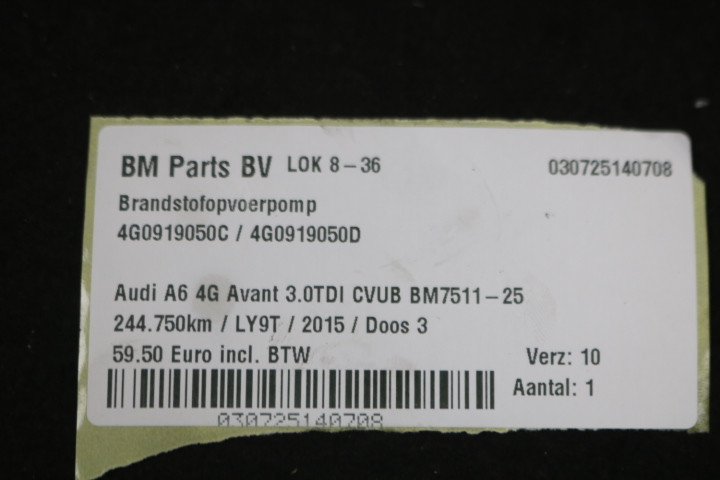 BM Parts BV LOK 8-36 030725140708
Brandstofopvoerpomp
4G0919050C / 4G0919050D
Audi A6 4G Avant 3.0TDI CVUB BM7511-25
244.750km / LY9T / 2015 / Doos 3
59.50 Euro incl. BTW Verz: 10
Aantal: 1
030725140708